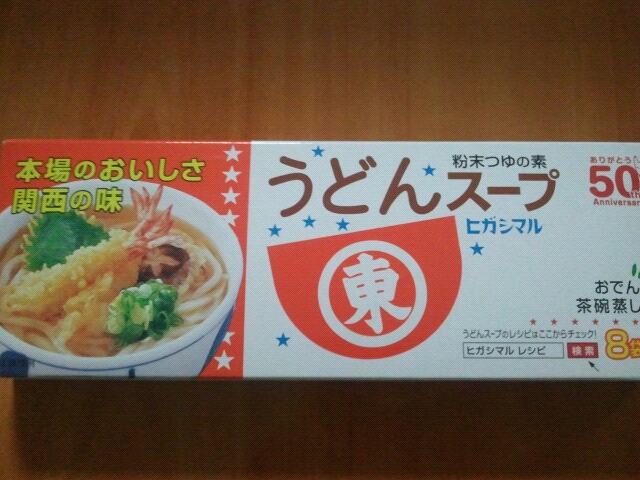 本場のおいしさ
関西の味
粉末つゆの素
うどんスープ
ヒガシマル
東
ありがとう
50th
Anniversary
おでん
茶碗蒸し
うどんスープのレシピはここからチェック!
ヒガシマル レシピ
検索
8袋